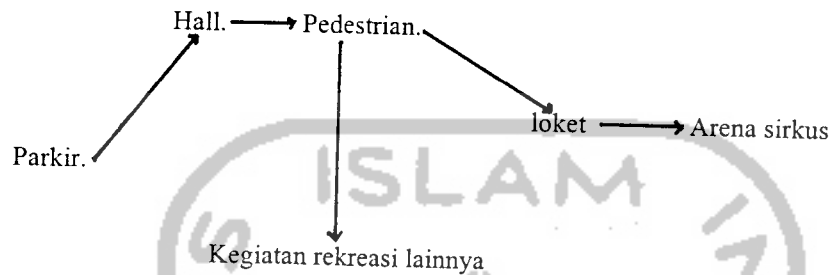 Hall.
Pedestrian.
loket
Arena sirkus
Parkir.
ISLAM
Kegiatan rekreasi lainnya